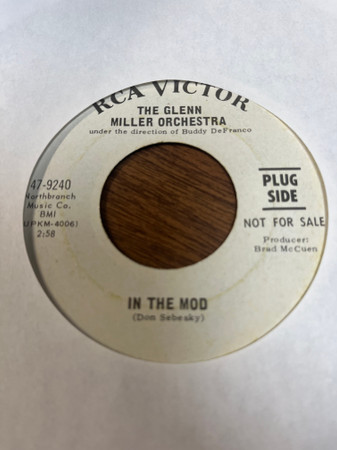 RCA VICTOR
THE GLENN
MILLER ORCHESTRA
under the direction of Buddy DeFranco
47-9240
Northbranch
Music Co.
BMI
(UPKM-4006)
2:58
PLUG
SIDE
NOT FOR SALE
Producer:
Brad McCuen
IN THE MOD
(Don Sebesky)